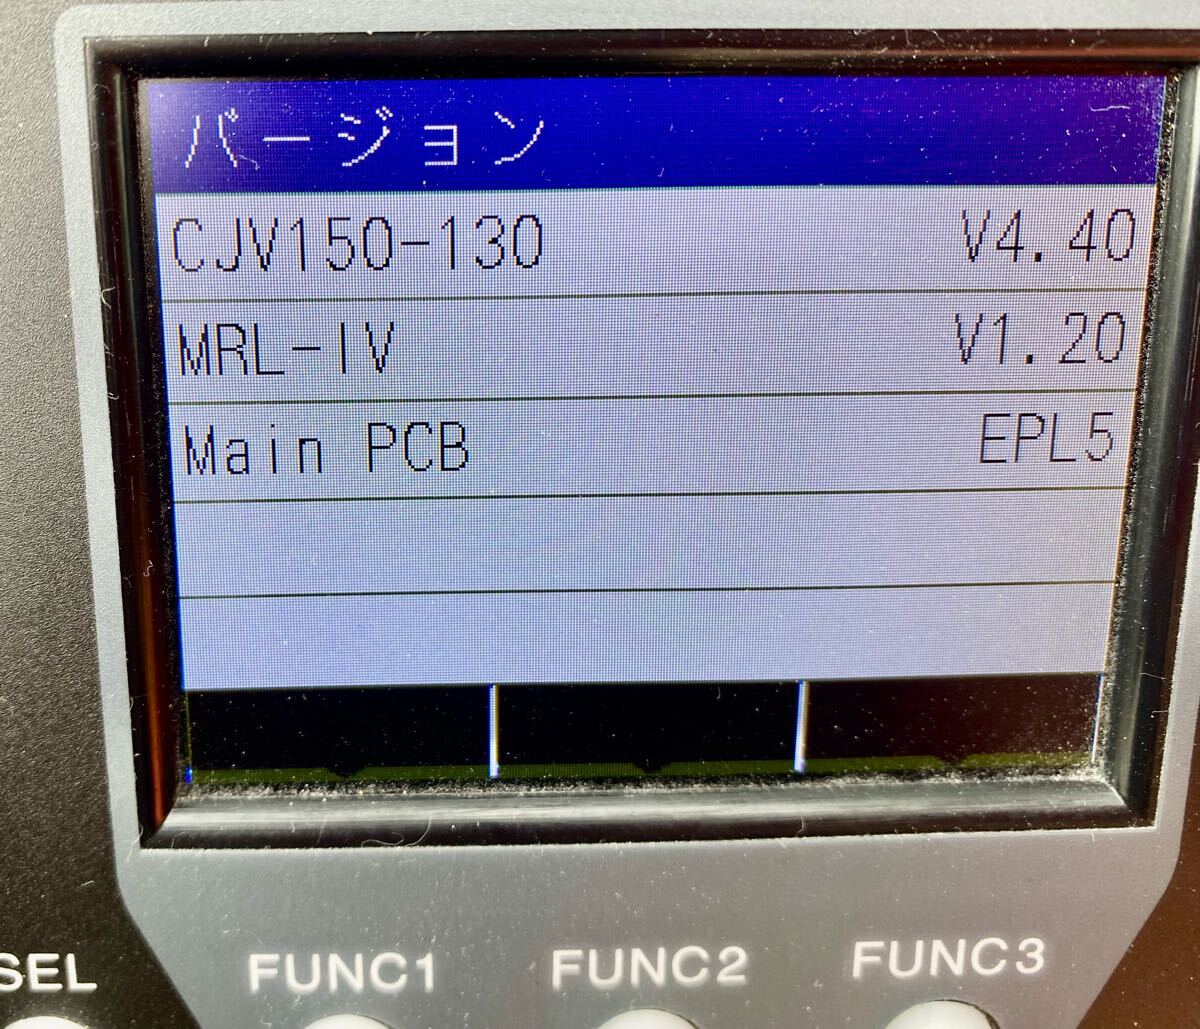 バージョン
CJV150-130 V4.40
MRL-IV V1.20
Main PCB EPL5
SEL FUNC1 FUNC2 FUNC3